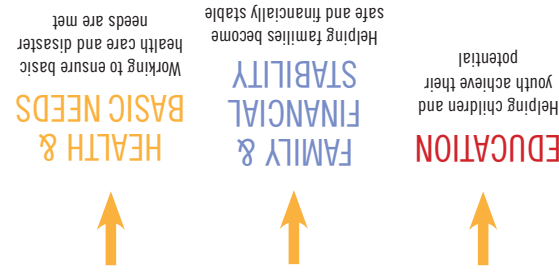 EDUCATION
Helping children and
youth achieve their
potential
FAMILY &
FINANCIAL
STABILITY
Helping families become
safe and financially stable
HEALTH &
BASIC NEEDS
Working to ensure basic
health care and disaster
needs are met